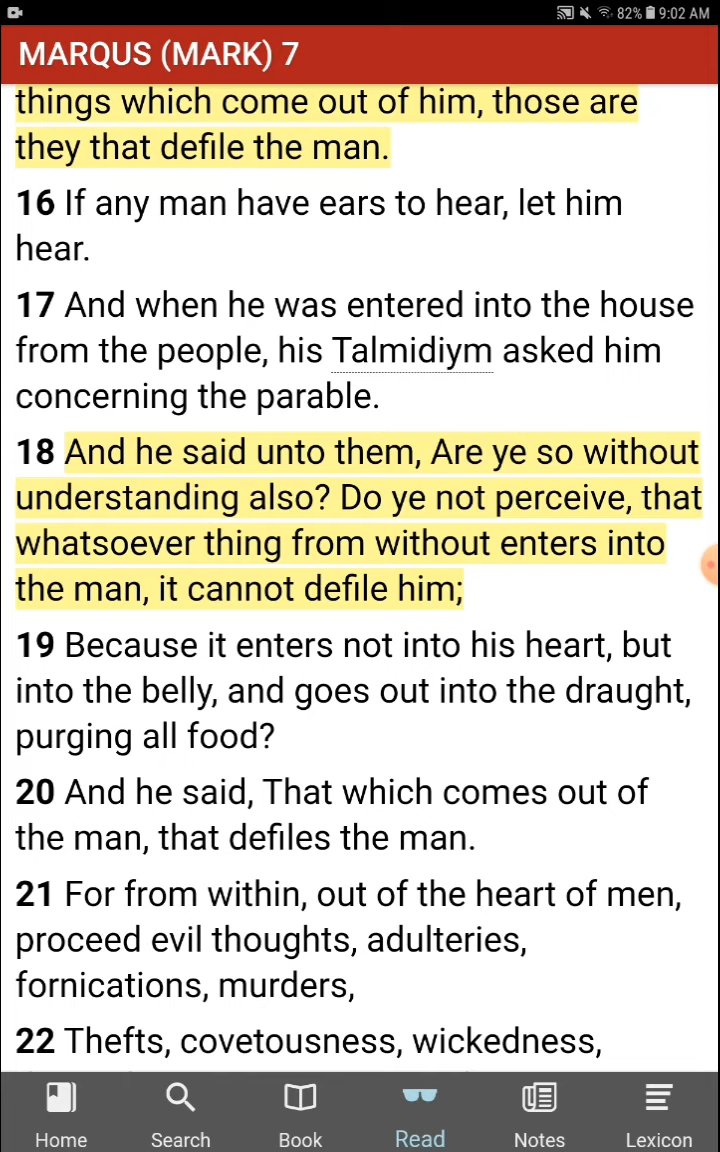 82% 9:02 AM
MARQUS (MARK) 7
things which come out of him, those are
they that defile the man.
16 If any man have ears to hear, let him
hear.
17 And when he was entered into the house
from the people, his Talmidiym asked him
concerning the parable.
18 And he said unto them, Are ye so without
understanding also? Do ye not perceive, that
whatsoever thing from without enters into
the man, it cannot defile him;
19 Because it enters not into his heart, but
into the belly, and goes out into the draught,
purging all food?
20 And he said, That which comes out of
the man, that defiles the man.
21 For from within, out of the heart of men,
proceed evil thoughts, adulteries,
fornications, murders,
22 Thefts, covetousness, wickedness,
Home Search Book Read Notes Lexicon